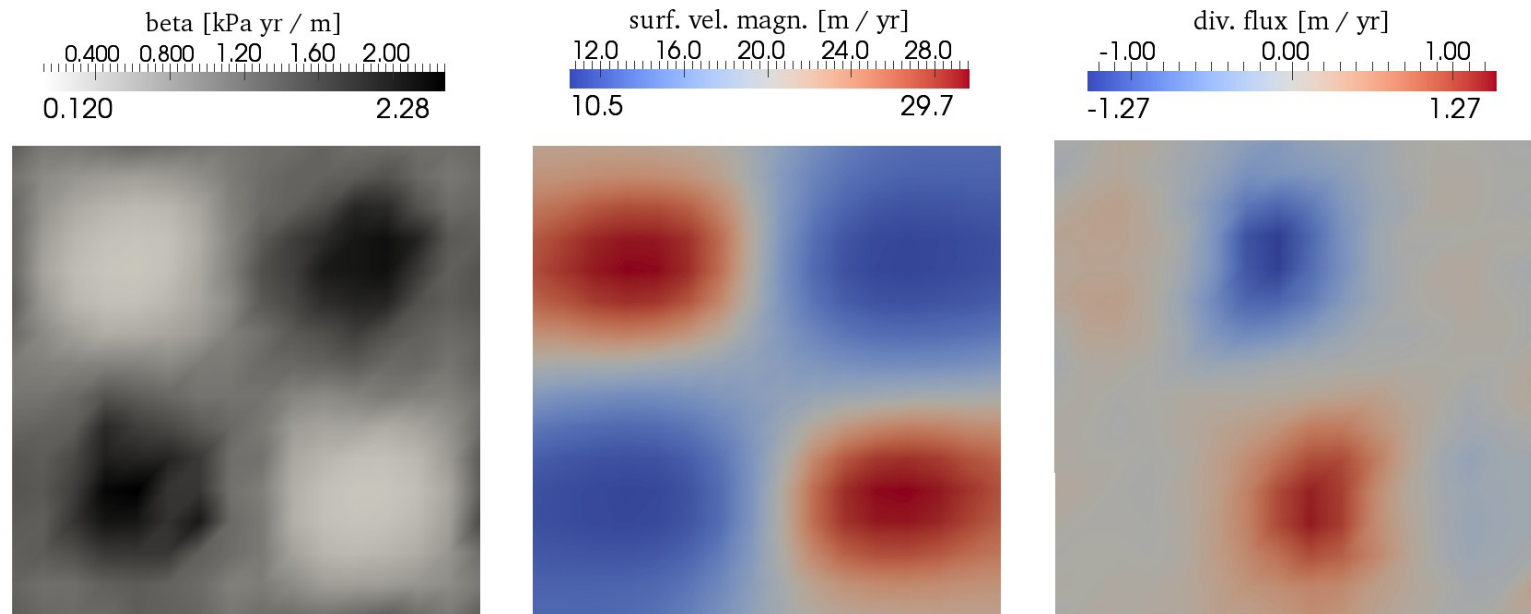 beta [kPa yr / m]
0.400 0.800 1.20 1.60 2.00
0.120 2.28
surf. vel. magn. [m / yr]
12.0 16.0 20.0 24.0 28.0
10.5 29.7
div. flux [m / yr]
-1.00 0.00 1.00
-1.27 1.27